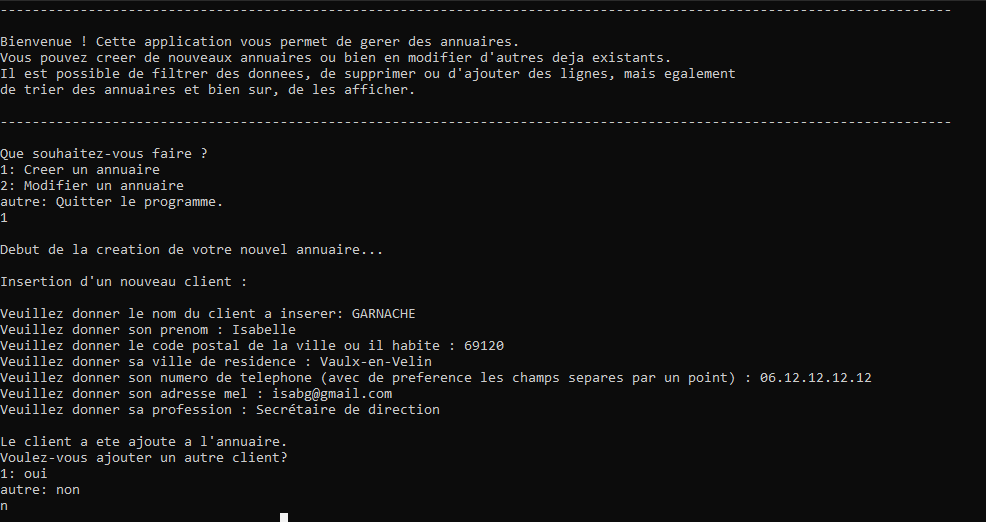 -----------------------------------------------------------------------------------------------------------------------
Bienvenue ! Cette application vous permet de gerer des annuaires.
Vous pouvez creer de nouveaux annuaires ou bien en modifier d'autres deja existants.
Il est possible de filtrer des donnees, de supprimer ou d'ajouter des lignes, mais egalement
de trier des annuaires et bien sur, de les afficher.
-----------------------------------------------------------------------------------------------------------------------
Que souhaitez-vous faire ?
1: Creer un annuaire
2: Modifier un annuaire
autre: Quitter le programme.
1
Debut de la creation de votre nouvel annuaire...
Insertion d'un nouveau client :
Veuillez donner le nom du client a inserer: GARNACHE
Veuillez donner son prenom : Isabelle
Veuillez donner le code postal de la ville ou il habite : 69120
Veuillez donner sa ville de residence : Vaulx-en-Velin
Veuillez donner son numero de telephone (avec de preference les champs separes par un point) : 06.12.12.12.12
Veuillez donner son adresse mel : isabg@gmail.com
Veuillez donner sa profession : Secrétaire de direction
Le client a ete ajoute a l'annuaire.
Voulez-vous ajouter un autre client?
1: oui
autre: non
n